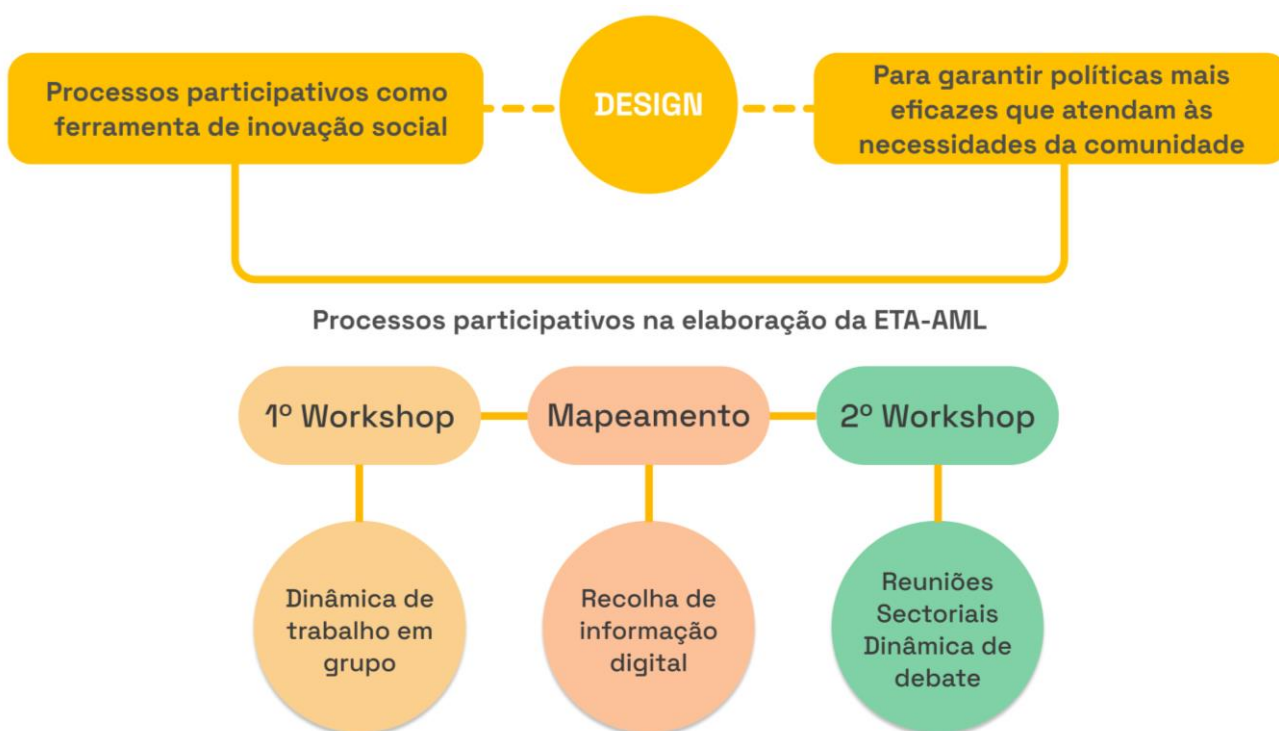 Processos participativos como
ferramenta de inovação social
DESIGN
Para garantir políticas mais
eficazes que atendam às
necessidades da comunidade
Processos participativos na elaboração da ETA-AML
1º Workshop
Mapeamento
2º Workshop
Dinâmica de
trabalho em
grupo
Recolha de
informação
digital
Reuniões
Sectoriais
Dinâmica de
debate